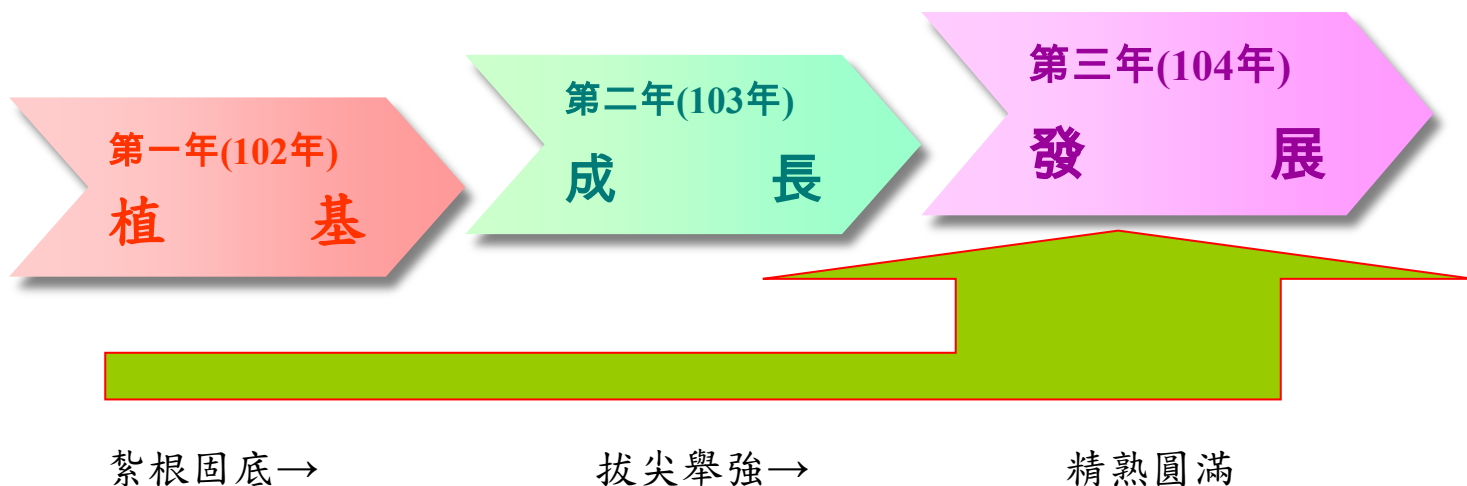 第一年(102年)
植 基
第二年(103年)
成 長
第三年(104年)
發 展
紮根固底→ 拔尖舉強→ 精熟圓滿